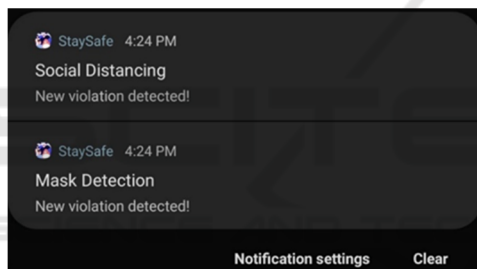 StaySafe 4:24 PM
Social Distancing
New violation detected!
StaySafe 4:24 PM
Mask Detection
New violation detected!
Notification settings Clear